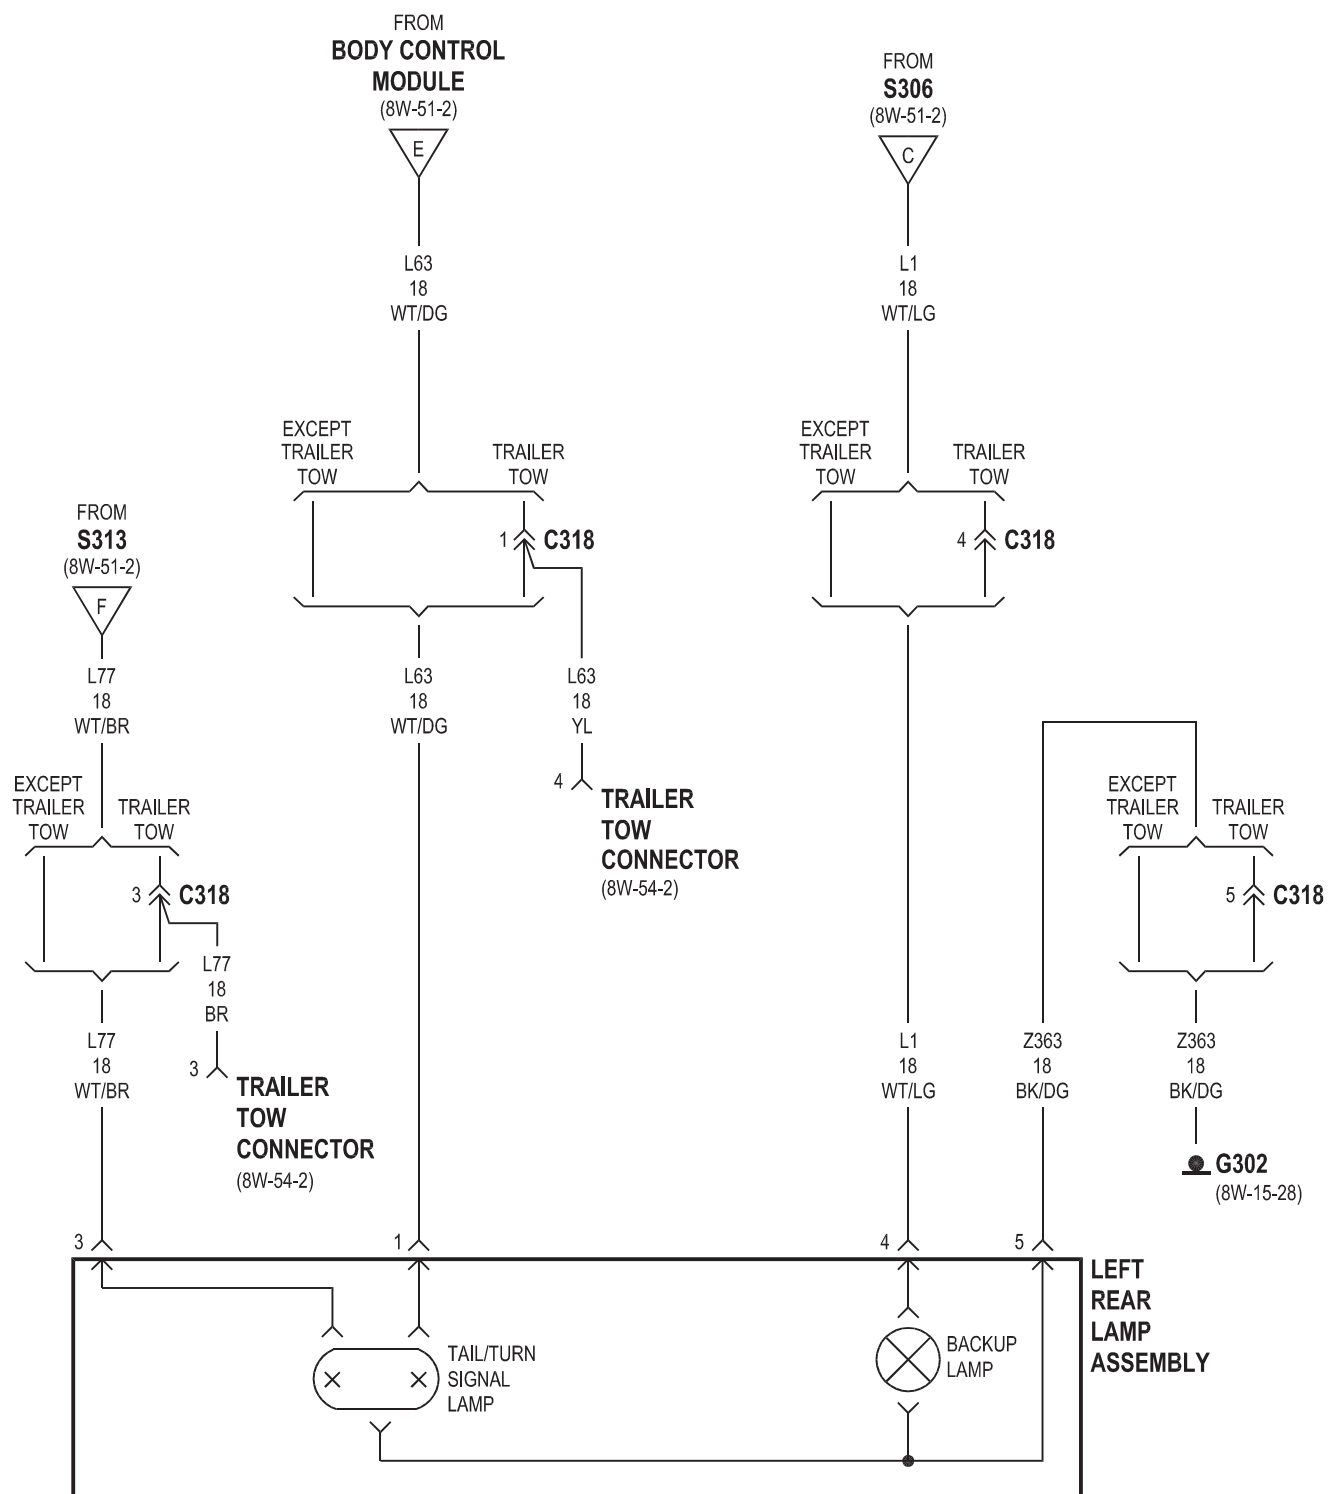 FROM
BODY CONTROL
MODULE
(8W-51-2)
E
FROM
S306
(8W-51-2)
C
L63
18
WT/DG
L1
18
WT/LG
EXCEPT
TRAILER
TOW
TRAILER
TOW
1
C318
EXCEPT
TRAILER
TOW
TRAILER
TOW
4
C318
FROM
S313
(8W-51-2)
F
L77
18
WT/BR
L63
18
WT/DG
L63
18
YL
4
TRAILER
TOW
CONNECTOR
(8W-54-2)
EXCEPT
TRAILER
TOW
TRAILER
TOW
3
C318
EXCEPT
TRAILER
TOW
TRAILER
TOW
5
C318
L77
18
BR
3
TRAILER
TOW
CONNECTOR
(8W-54-2)
L77
18
WT/BR
L1
18
WT/LG
Z363
18
BK/DG
Z363
18
BK/DG
G302
(8W-15-28)
3
1
4
5
LEFT
REAR
LAMP
ASSEMBLY
TAIL/TURN
SIGNAL
LAMP
BACKUP
LAMP